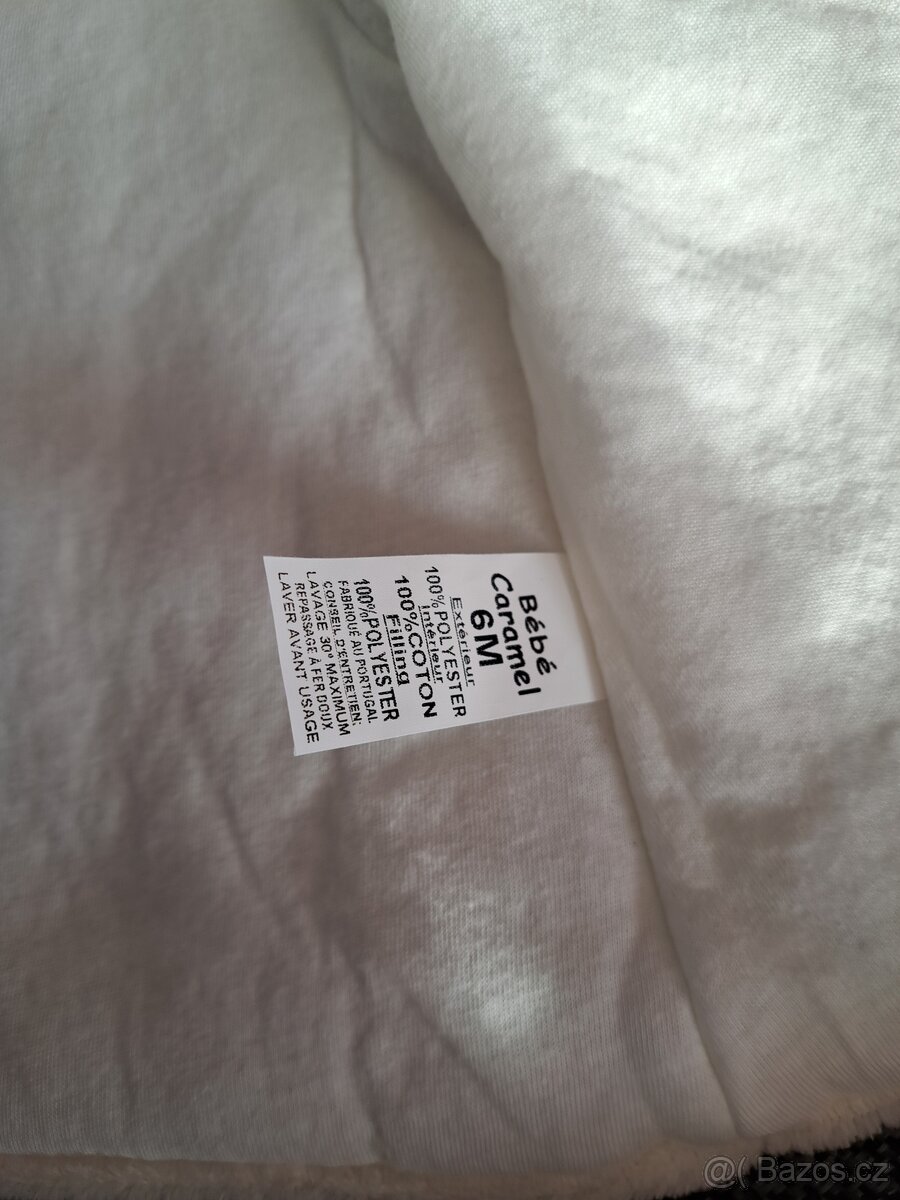 Bébé
Caramel
6M
Extérieur
100% POLYESTER
Intérieur
100%COTON
Filling
100%POLYESTER
FABRIQUÉ AU PORTUGAL
CONSEIL D'ENTRETIEN:
LAVAGE 30º MAXIMUM
REPASSAGE À FER DOUX
LAVER AVANT USAGE
@( Bazos.cz